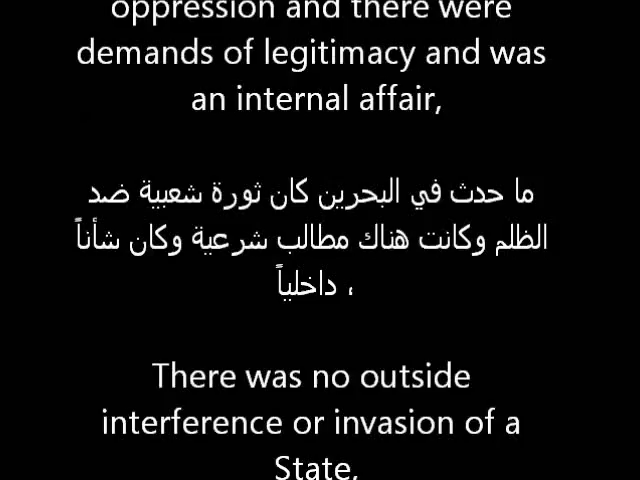 oppression and there were
demands of legitimacy and was
an internal affair,
ما حدث في البحرين كان ثورة شعبية ضد
الظلم وكانت هناك مطالب شرعية وكان شأناً
، داخلياً
There was no outside
interference or invasion of a
State,